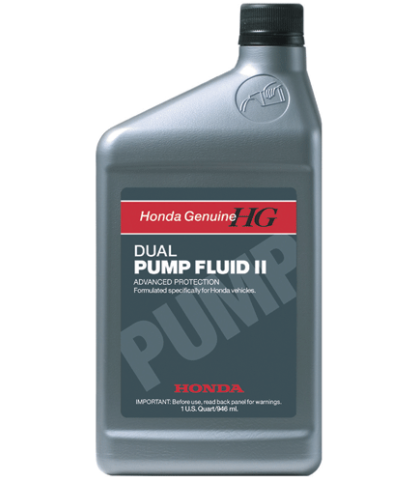 Honda Genuine HG
DUAL
PUMP FLUID II
ADVANCED PROTECTION
Formulated specifically for Honda vehicles.
PUMP
HONDA
IMPORTANT: Before use, read back panel for warnings.
1 U.S. Quart/946 ml.